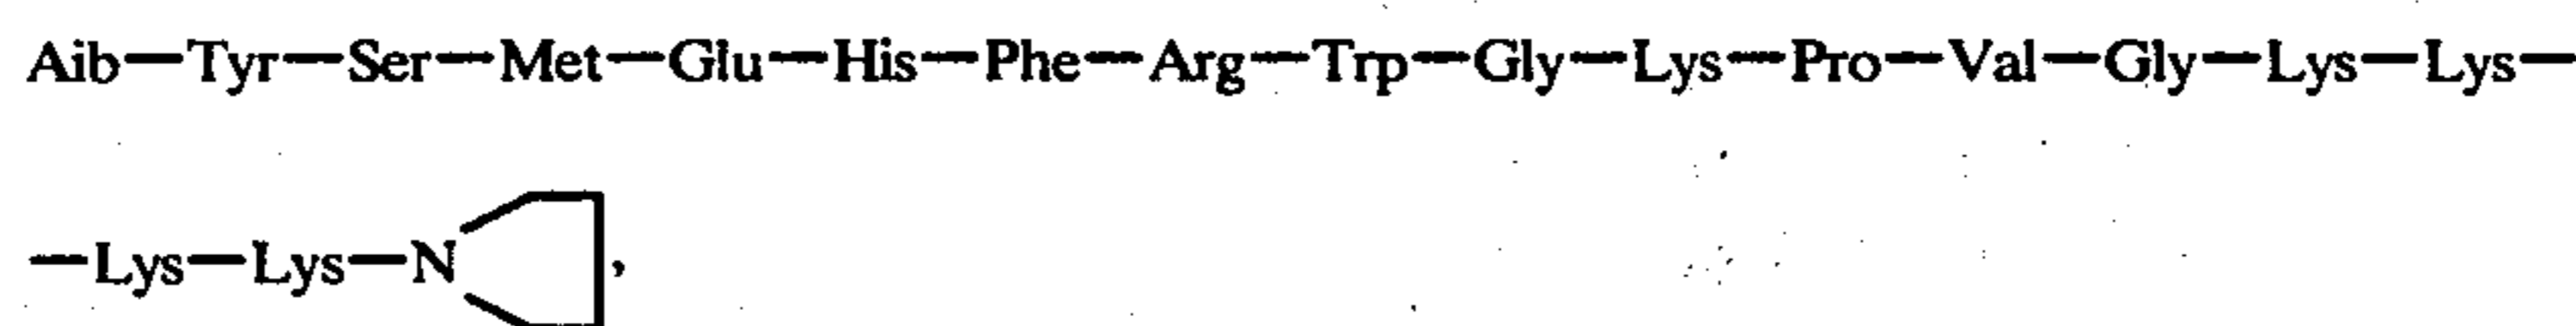 Aib—Tyr—Ser—Met—Glu—His—Phe—Arg—Trp—Gly—Lys—Pro—Val—Gly—Lys—Lys—
—Lys—Lys—N ,